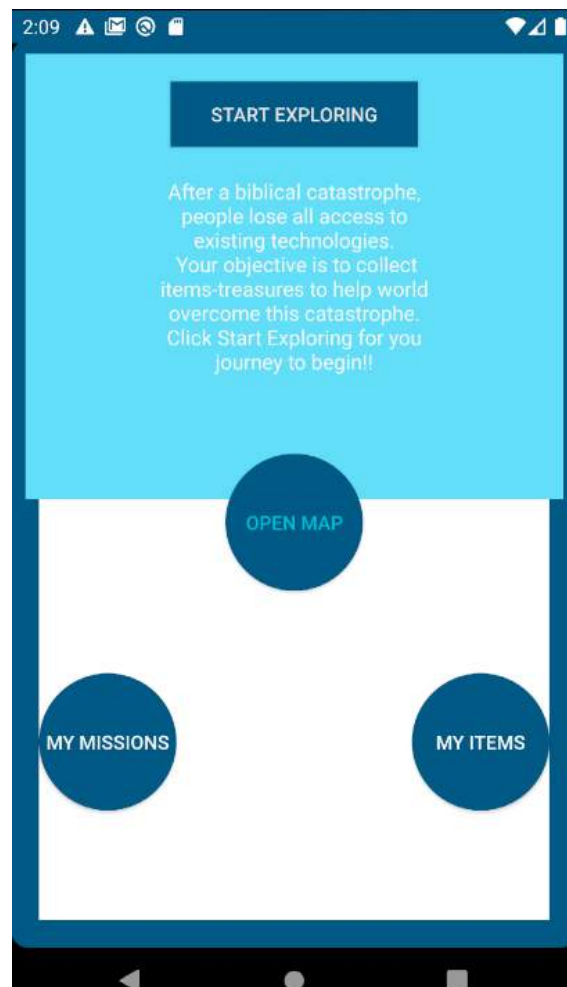 2:09
START EXPLORING
After a biblical catastrophe,
people lose all access to
existing technologies.
Your objective is to collect
items-treasures to help world
overcome this catastrophe.
Click Start Exploring for you
journey to begin!!
OPEN MAP
MY MISSIONS
MY ITEMS